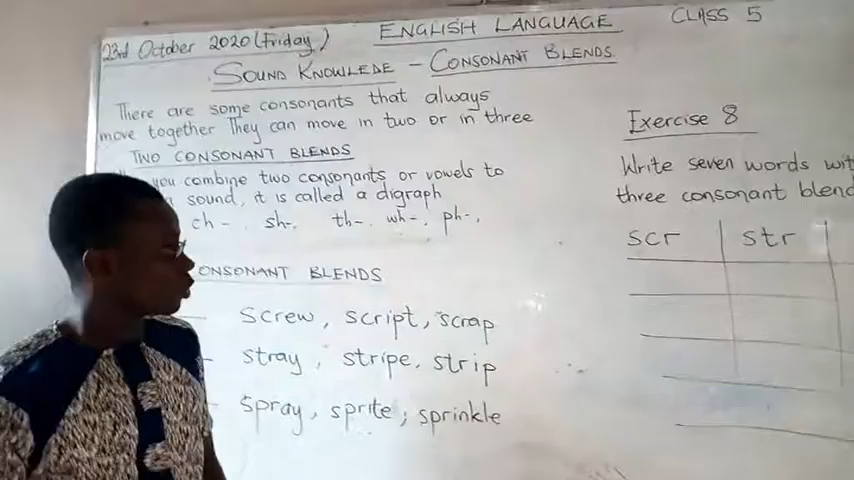 23rd October 2020 (Friday)
ENGLISH LANGUAGE
CLASS 5
SOUND KNOWLEDE - CONSONANT BLENDS
There are some consonants that always
move together They can move in two or in three
TWO CONSONANT BLENDS
you combine two consonants or vowels to
sound, it is called a digraph
ch- sh-, th- wh-, ph-,
CONSONANT BLENDS
screw, script, scrap
stray, stripe, strip
spray, sprite; sprinkle
Exercise 8
Write seven words
three consonant
scr str